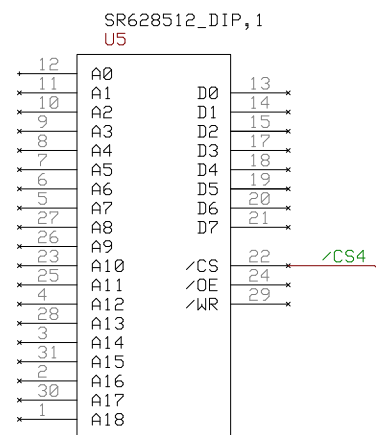 SR628512_DIP,1
U5
12 A0
11 A1 D0 13
10 A2 D1 14
9 A3 D2 15
8 A4 D3 17
7 A5 D4 18
6 A6 D5 19
5 A7 D6 20
27 A8 D7 21
26 A9
23 A10 /CS 22 /CS4
25 A11 /OE 24
4 A12 /WR 29
28 A13
3 A14
31 A15
2 A16
30 A17
1 A18